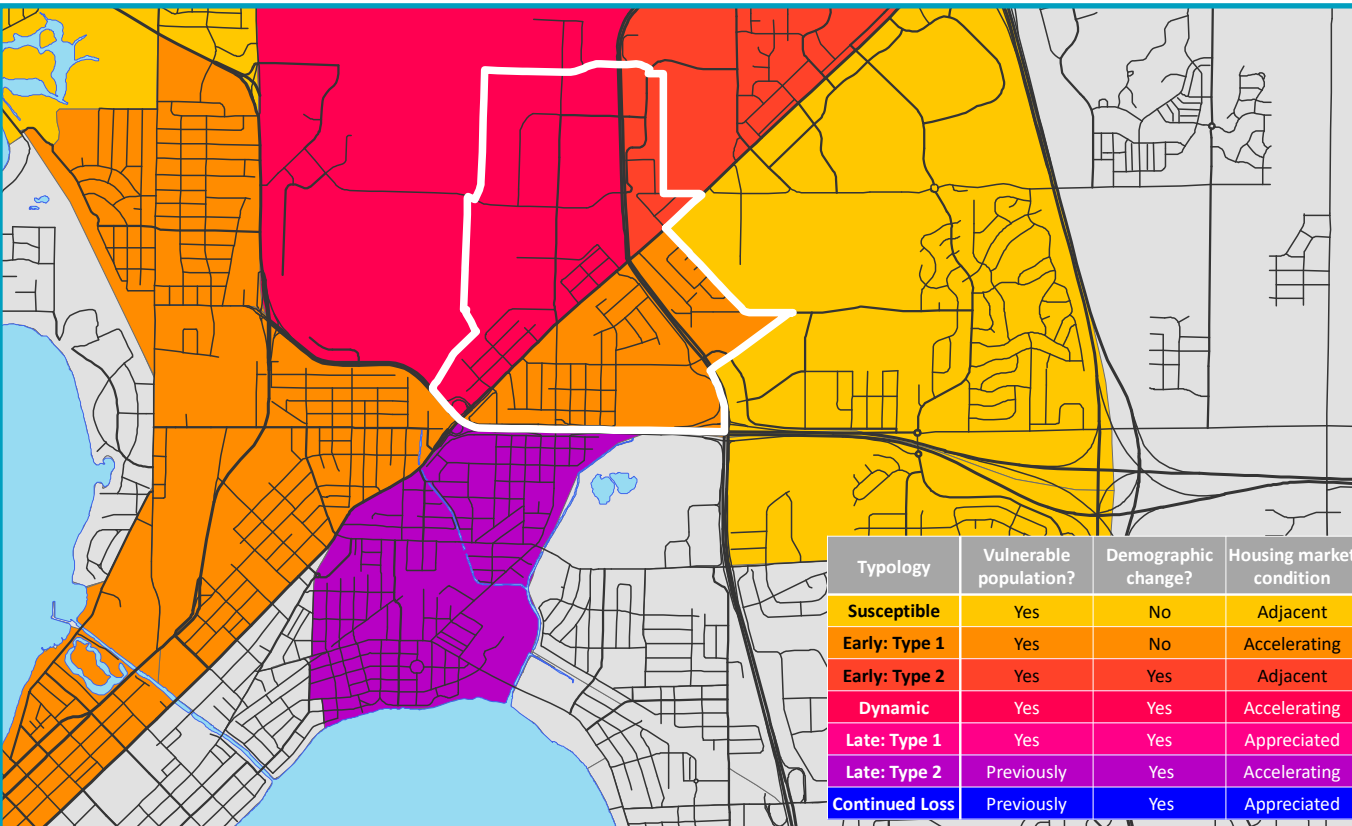 Typology Vulnerable population? Demographic change? Housing market condition
Susceptible Yes No Adjacent
Early: Type 1 Yes No Accelerating
Early: Type 2 Yes Yes Adjacent
Dynamic Yes Yes Accelerating
Late: Type 1 Yes Yes Appreciated
Late: Type 2 Previously Yes Accelerating
Continued Loss Previously Yes Appreciated